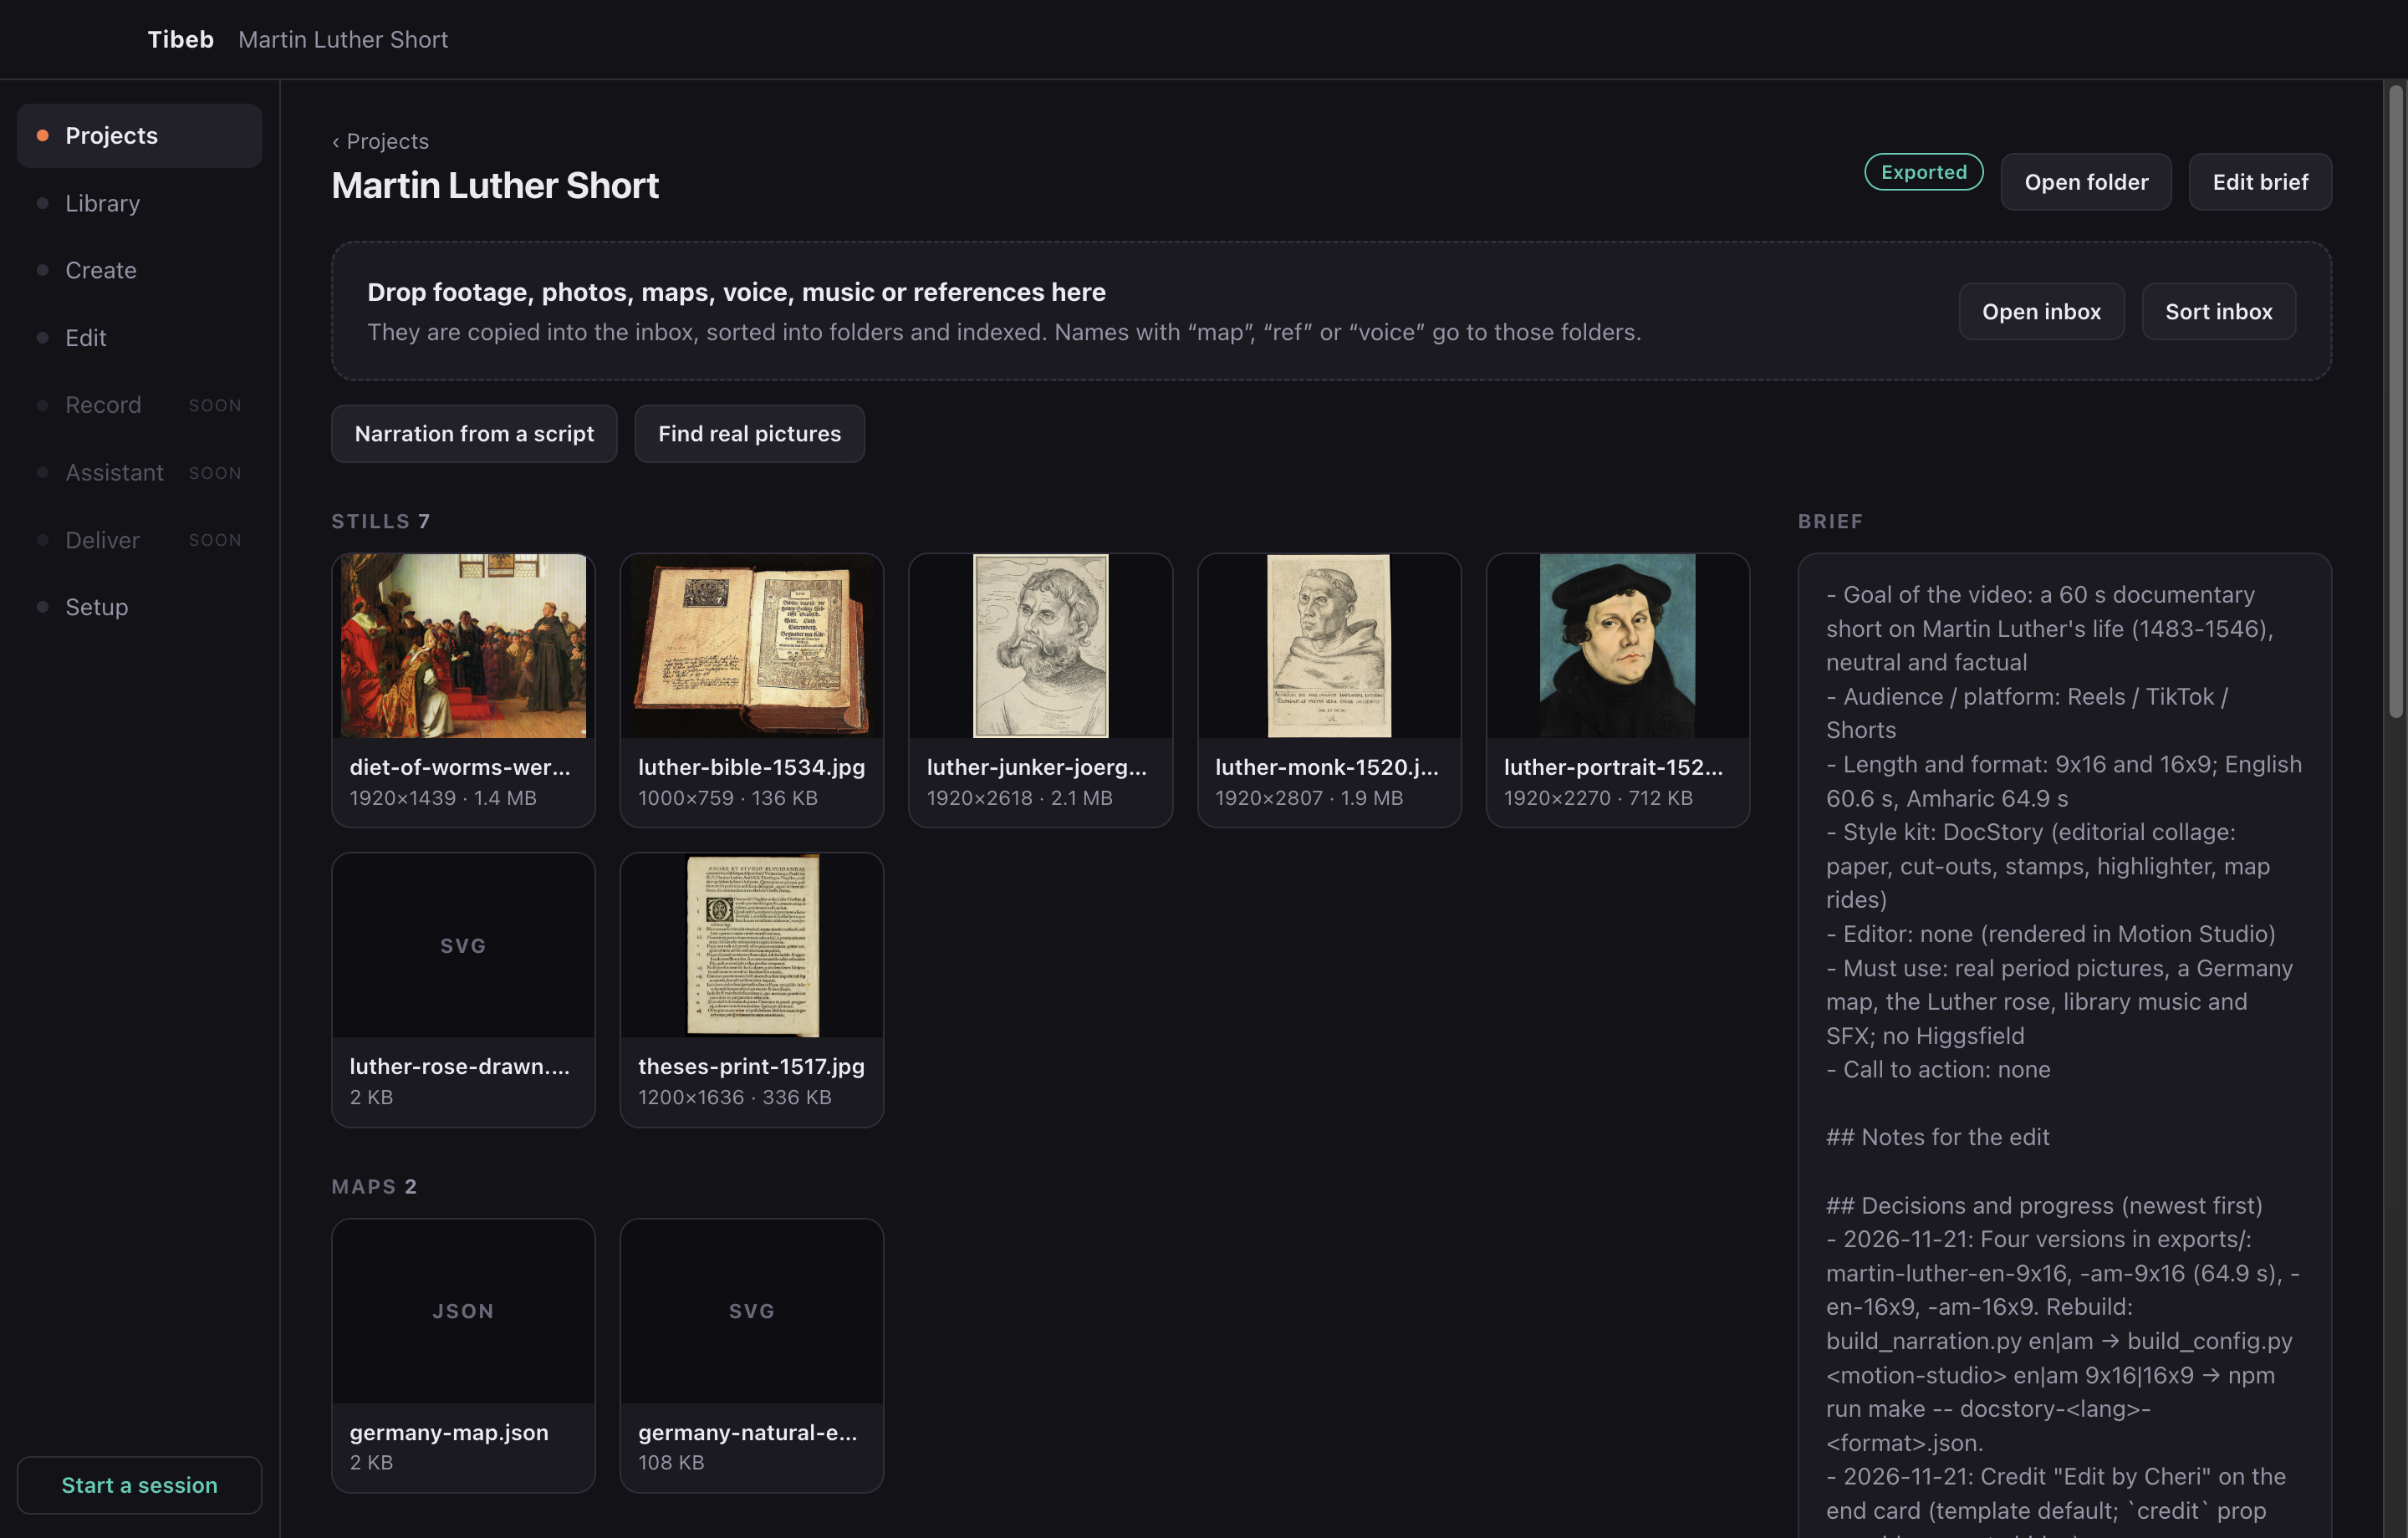 Tibeb Martin Luther Short
Projects
Library
Create
Edit
Record SOON
Assistant SOON
Deliver SOON
Setup
Start a session
‹ Projects
Martin Luther Short
Exported
Open folder
Edit brief
Drop footage, photos, maps, voice, music or references here
They are copied into the inbox, sorted into folders and indexed. Names with “map”, “ref” or “voice” go to those folders.
Open inbox
Sort inbox
Narration from a script
Find real pictures
STILLS 7
diet-of-worms-wer...
1920×1439 · 1.4 MB
luther-bible-1534.jpg
1000×759 · 136 KB
luther-junker-joerg...
1920×2618 · 2.1 MB
luther-monk-1520.j...
1920×2807 · 1.9 MB
luther-portrait-152...
1920×2270 · 712 KB
SVG
luther-rose-drawn....
2 KB
theses-print-1517.jpg
1200×1636 · 336 KB
MAPS 2
JSON
germany-map.json
2 KB
SVG
germany-natural-e...
108 KB
BRIEF
- Goal of the video: a 60 s documentary
short on Martin Luther's life (1483-1546),
neutral and factual
- Audience / platform: Reels / TikTok /
Shorts
- Length and format: 9x16 and 16x9; English
60.6 s, Amharic 64.9 s
- Style kit: DocStory (editorial collage:
paper, cut-outs, stamps, highlighter, map
rides)
- Editor: none (rendered in Motion Studio)
- Must use: real period pictures, a Germany
map, the Luther rose, library music and
SFX; no Higgsfield
- Call to action: none
## Notes for the edit
## Decisions and progress (newest first)
- 2026-11-21: Four versions in exports/:
martin-luther-en-9x16, -am-9x16 (64.9 s), -
en-16x9, -am-16x9. Rebuild:
build_narration.py en|am → build_config.py
<motion-studio> en|am 9x16|16x9 → npm
run make -- docstory-<lang>-
<format>.json.
- 2026-11-21: Credit "Edit by Cheri" on the
end card (template default; `credit` prop